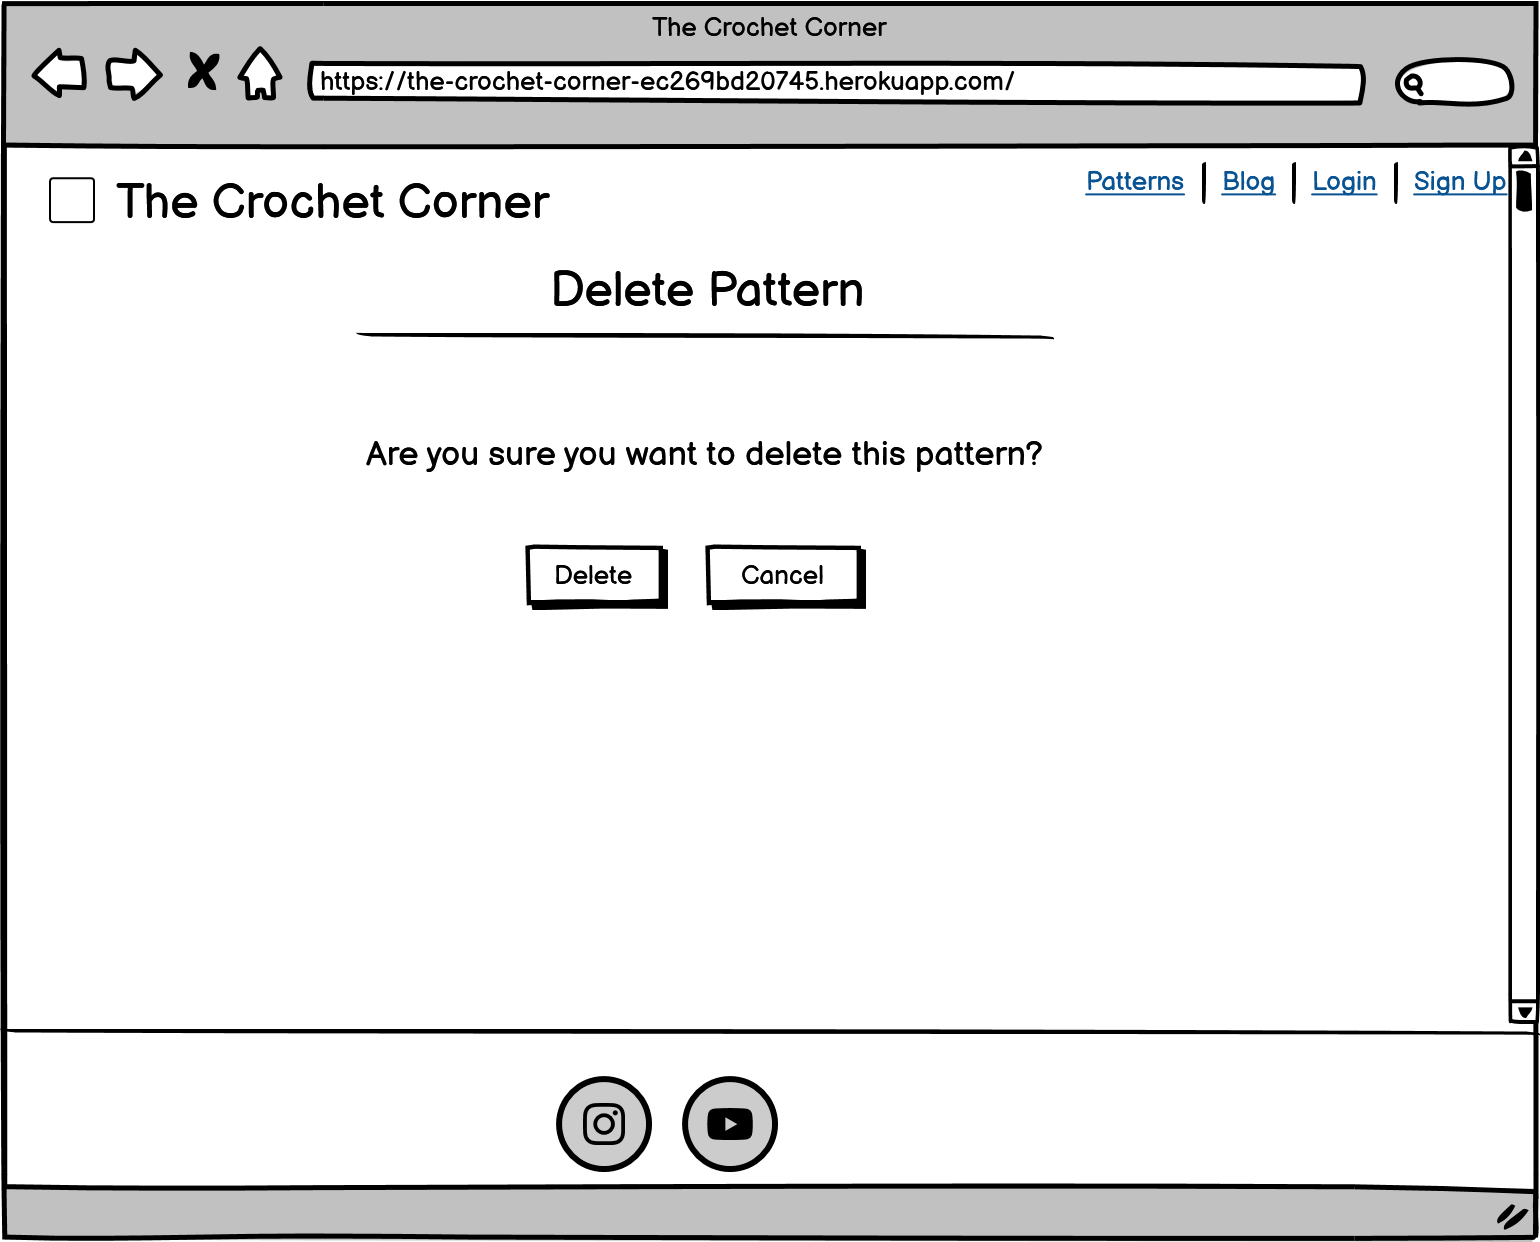 The Crochet Corner
https://the-crochet-corner-ec269bd20745.herokuapp.com/
The Crochet Corner
Patterns Blog Login Sign Up
Delete Pattern
Are you sure you want to delete this pattern?
Delete Cancel